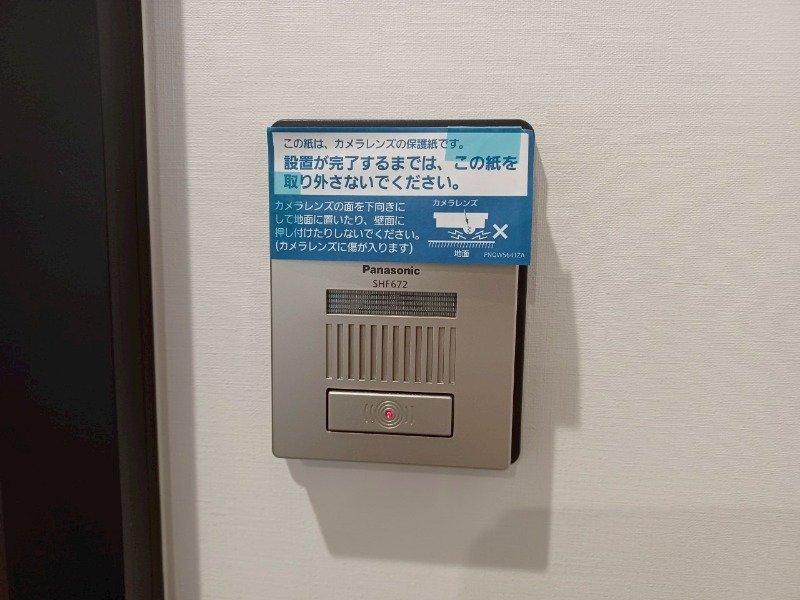 この紙は、カメラレンズの保護紙です。
設置が完了するまでは、この紙を
取り外さないでください。
カメラレンズの面を下向きに
して地面に置いたり、壁面に
押し付けたりしないでください。
(カメラレンズに傷が入ります)
カメラレンズ
地面
PNQW5641ZA
Panasonic
SHF672